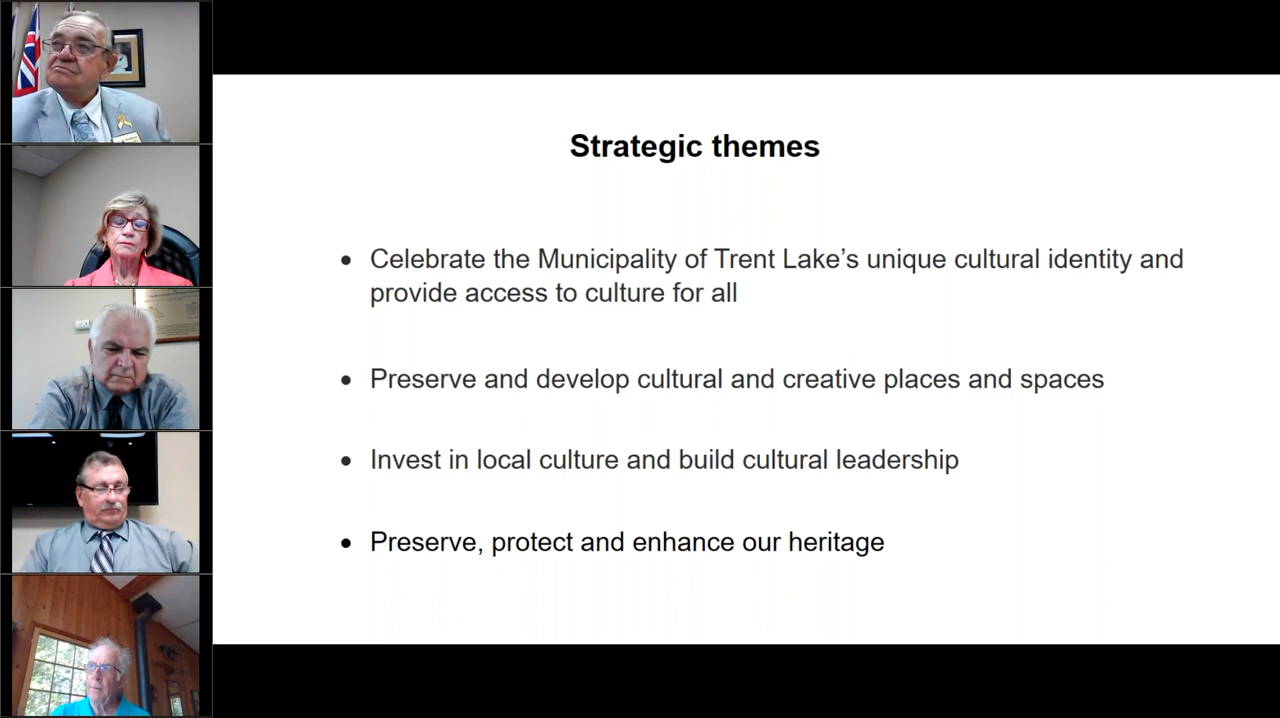 Strategic themes
• Celebrate the Municipality of Trent Lake’s unique cultural identity and
provide access to culture for all
• Preserve and develop cultural and creative places and spaces
• Invest in local culture and build cultural leadership
• Preserve, protect and enhance our heritage